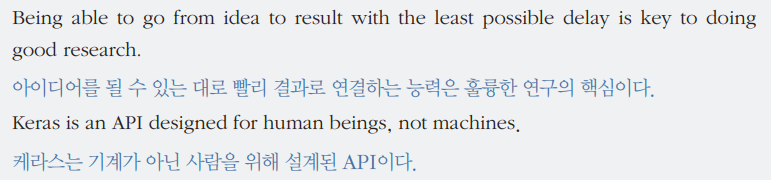 Being able to go from idea to result with the least possible delay is key to doing
good research.
아이디어를 될 수 있는 대로 빨리 결과로 연결하는 능력은 훌륭한 연구의 핵심이다.
Keras is an API designed for human beings, not machines.
케라스는 기계가 아닌 사람을 위해 설계된 API이다.